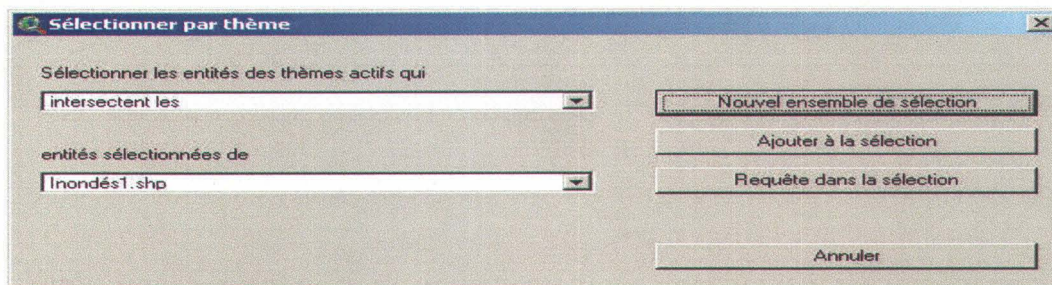 Sélectionner par thème
Sélectionner les entités des thèmes actifs qui
intersectent les
Nouvel ensemble de sélection
Ajouter à la sélection
entités sélectionnées de
Inondés1.shp
Requête dans la sélection
Annuler